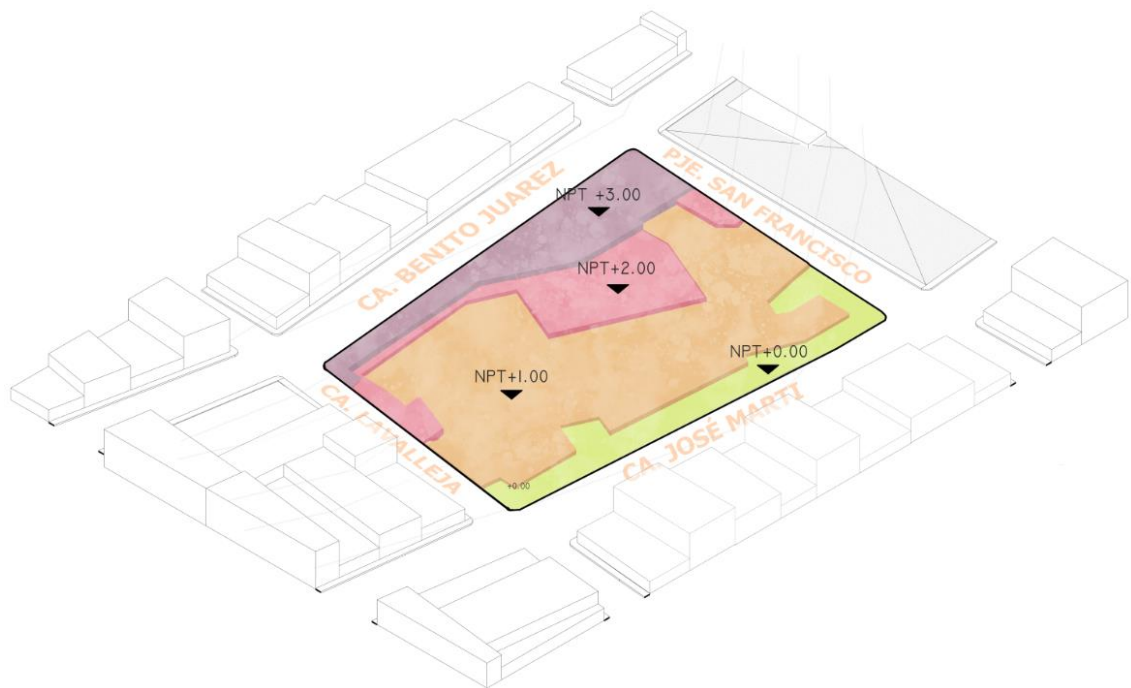 CA. BENITO JUAREZ
PJE. SAN FRANCISCO
NPT +3.00
NPT+2.00
NPT+0.00
NPT+1.00
CA. LAVALLEJA
CA. JOSÉ MARTI
+0.00